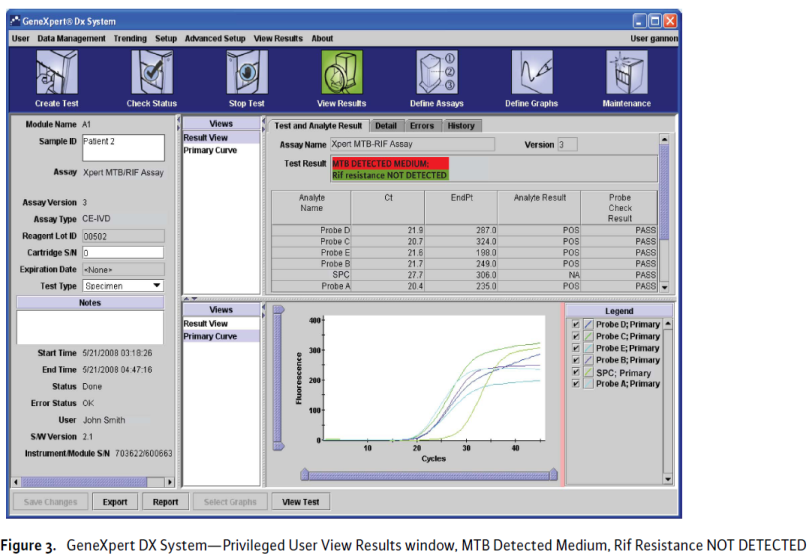 GeneXpert® Dx System
User Data Management Trending Setup Advanced Setup View Results About User gannon
Create Test Check Status Stop Test View Results Define Assays Define Graphs Maintenance
Module Name A1
Sample ID Patient 2
Assay Xpert MTB/RIF Assay
Assay Version 3
Assay Type CE-IVD
Reagent Lot ID 00502
Cartridge S/N 0
Expiration Date <None>
Test Type Specimen
Notes
Start Time 5/21/2008 03:18:26
End Time 5/21/2008 04:47:16
Status Done
Error Status OK
User John Smith
S/W Version 2.1
Instrument/Module S/N 703622/600663
Views
Result View
Primary Curve
Test and Analyte Result Detail Errors History
Assay Name Xpert MTB-RIF Assay Version 3
Test Result MTB DETECTED MEDIUM;
Rif resistance NOT DETECTED
Analyte Name Ct EndPt Analyte Result Probe Check Result
Probe D 21.9 287.0 POS PASS
Probe C 20.7 324.0 POS PASS
Probe E 21.6 198.0 POS PASS
Probe B 21.7 249.0 POS PASS
SPC 27.7 306.0 NA PASS
Probe A 20.4 235.0 POS PASS
Views
Result View
Primary Curve
400
300
200
100
0
Fluorescence
10 20 30 40
Cycles
Legend
Probe D; Primary
Probe C; Primary
Probe E; Primary
Probe B; Primary
SPC; Primary
Probe A; Primary
Save Changes Export Report Select Graphs View Test
Figure 3. GeneXpert DX System—Privileged User View Results window, MTB Detected Medium, Rif Resistance NOT DETECTED